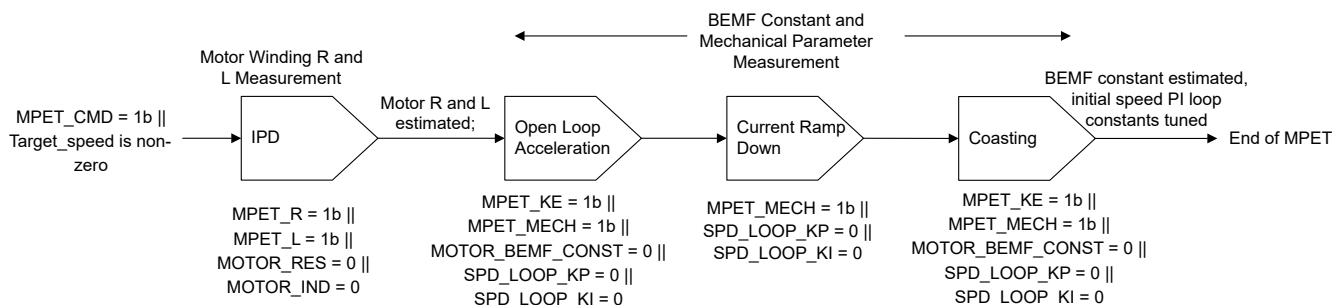 BEMF Constant and
Mechanical Parameter
Measurement
Motor Winding R and
L Measurement
MPET_CMD = 1b ||
Target_speed is non-
zero
IPD
Motor R and L
estimated;
Open Loop
Acceleration
Current Ramp
Down
Coasting
BEMF constant estimated,
initial speed PI loop
constants tuned
End of MPET
MPET_R = 1b ||
MPET_L = 1b ||
MOTOR_RES = 0 ||
MOTOR_IND = 0
MPET_KE = 1b ||
MPET_MECH = 1b ||
MOTOR_BEMF_CONST = 0 ||
SPD_LOOP_KP = 0 ||
SPD_LOOP_KI = 0
MPET_MECH = 1b ||
SPD_LOOP_KP = 0 ||
SPD_LOOP_KI = 0
MPET_KE = 1b ||
MPET_MECH = 1b ||
MOTOR_BEMF_CONST = 0 ||
SPD_LOOP_KP = 0 ||
SPD_LOOP_KI = 0